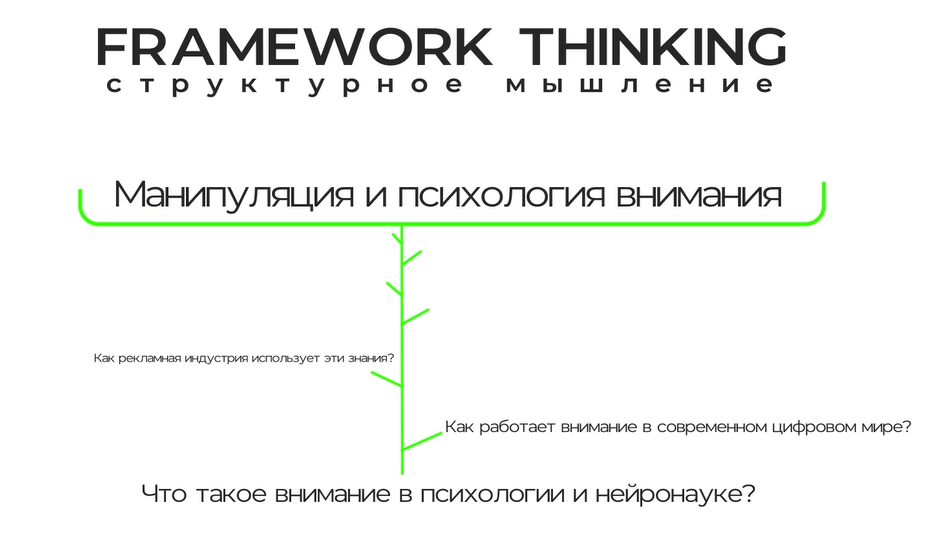 FRAMEWORK THINKING
структурное мышление
Манипуляция и психология внимания
Как рекламная индустрия использует эти знания?
Как работает внимание в современном цифровом мире?
Что такое внимание в психологии и нейронауке?